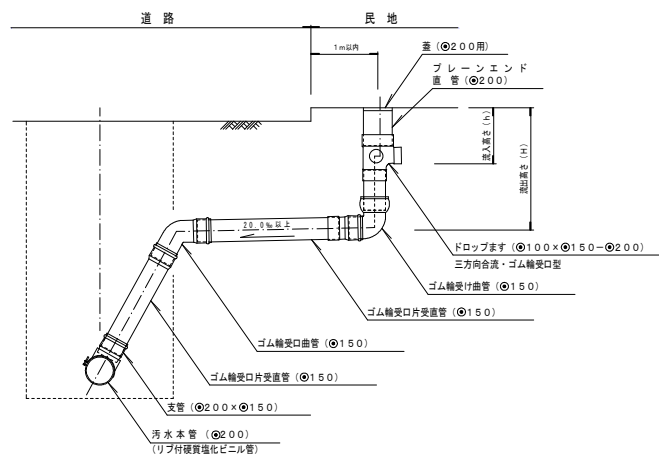 道 路
民 地
1m以内
蓋（◉200用）
プレーンエンド
直 管（◉200）
流入高さ（h）
流出高さ（H）
20.0‰以上
ドロップます（◉100×◉150−◉200）
三方向合流・ゴム輪受口型
ゴム輪受け曲管（◉150）
ゴム輪受口片受直管（◉150）
ゴム輪受口曲管（◉150）
ゴム輪受口片受直管（◉150）
支管（◉200×◉150）
汚水本管（◉200）
（リブ付硬質塩化ビニル管）